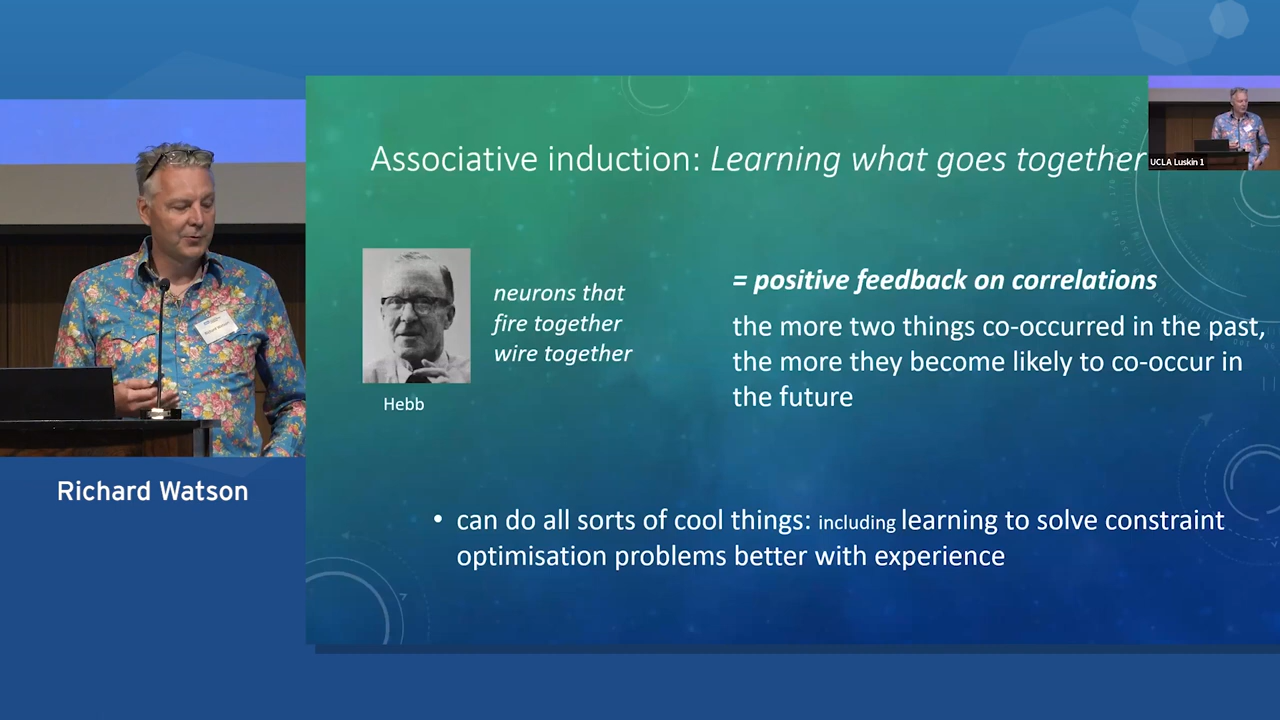 Associative induction: Learning what goes together
UCLA Luskin 1
neurons that
fire together
wire together
Hebb
= positive feedback on correlations
the more two things co-occurred in the past,
the more they become likely to co-occur in
the future
Richard Watson
• can do all sorts of cool things: including learning to solve constraint
optimisation problems better with experience